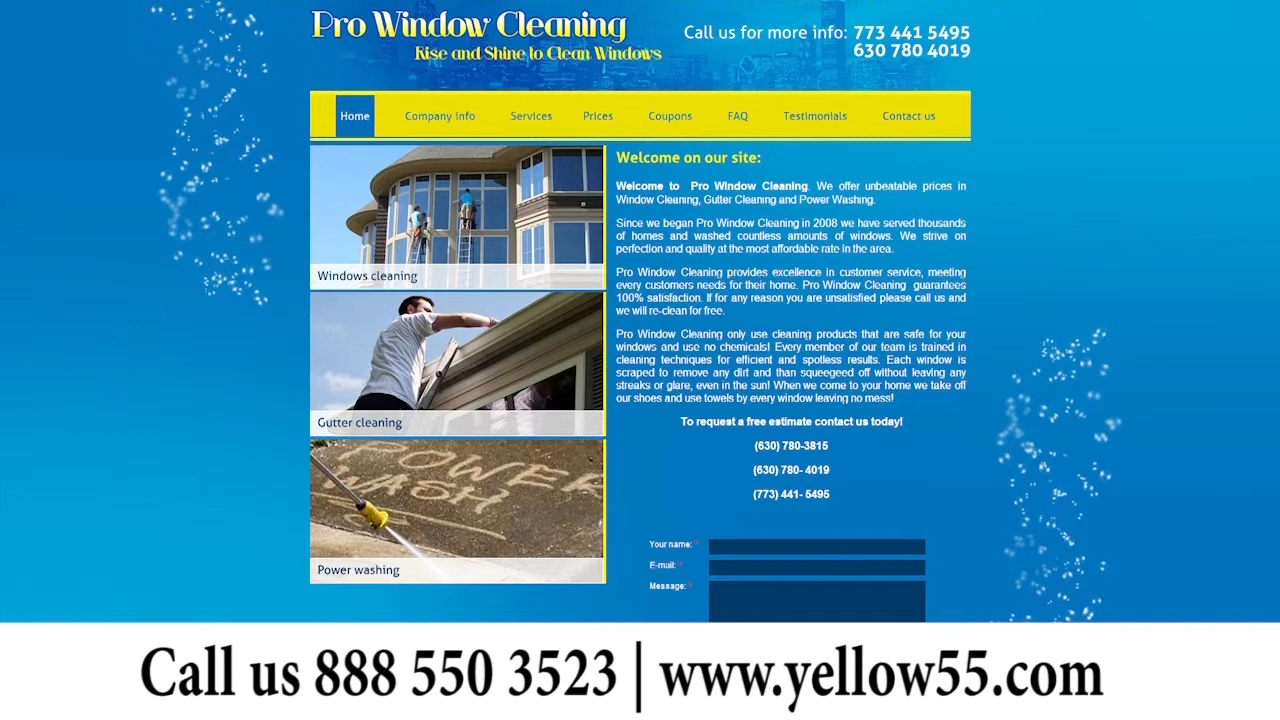 Pro Window Cleaning
Rise and Shine to Clean Windows
Call us for more info: 773 441 5495
630 780 4019
Home Company info Services Prices Coupons FAQ Testimonials Contact us
Windows cleaning
Gutter cleaning
POWER
WASH
Power washing
Welcome on our site:
Welcome to Pro Window Cleaning. We offer unbeatable prices in
Window Cleaning, Gutter Cleaning and Power Washing.
Since we began Pro Window Cleaning in 2008 we have served thousands
of homes and washed countless amounts of windows. We strive on
perfection and quality at the most affordable rate in the area.
Pro Window Cleaning provides excellence in customer service, meeting
every customers needs for their home. Pro Window Cleaning guarantees
100% satisfaction. If for any reason you are unsatisfied please call us and
we will re-clean for free.
Pro Window Cleaning only use cleaning products that are safe for your
windows and use no chemicals! Every member of our team is trained in
cleaning techniques for efficient and spotless results. Each window is
scraped to remove any dirt and than squeegeed off without leaving any
streaks or glare, even in the sun! When we come to your home we take off
our shoes and use towels by every window leaving no mess!
To request a free estimate contact us today!
(630) 780-3815
(630) 780- 4019
(773) 441- 5495
Your name: *
E-mail: *
Message: *
Call us 888 550 3523 | www.yellow55.com